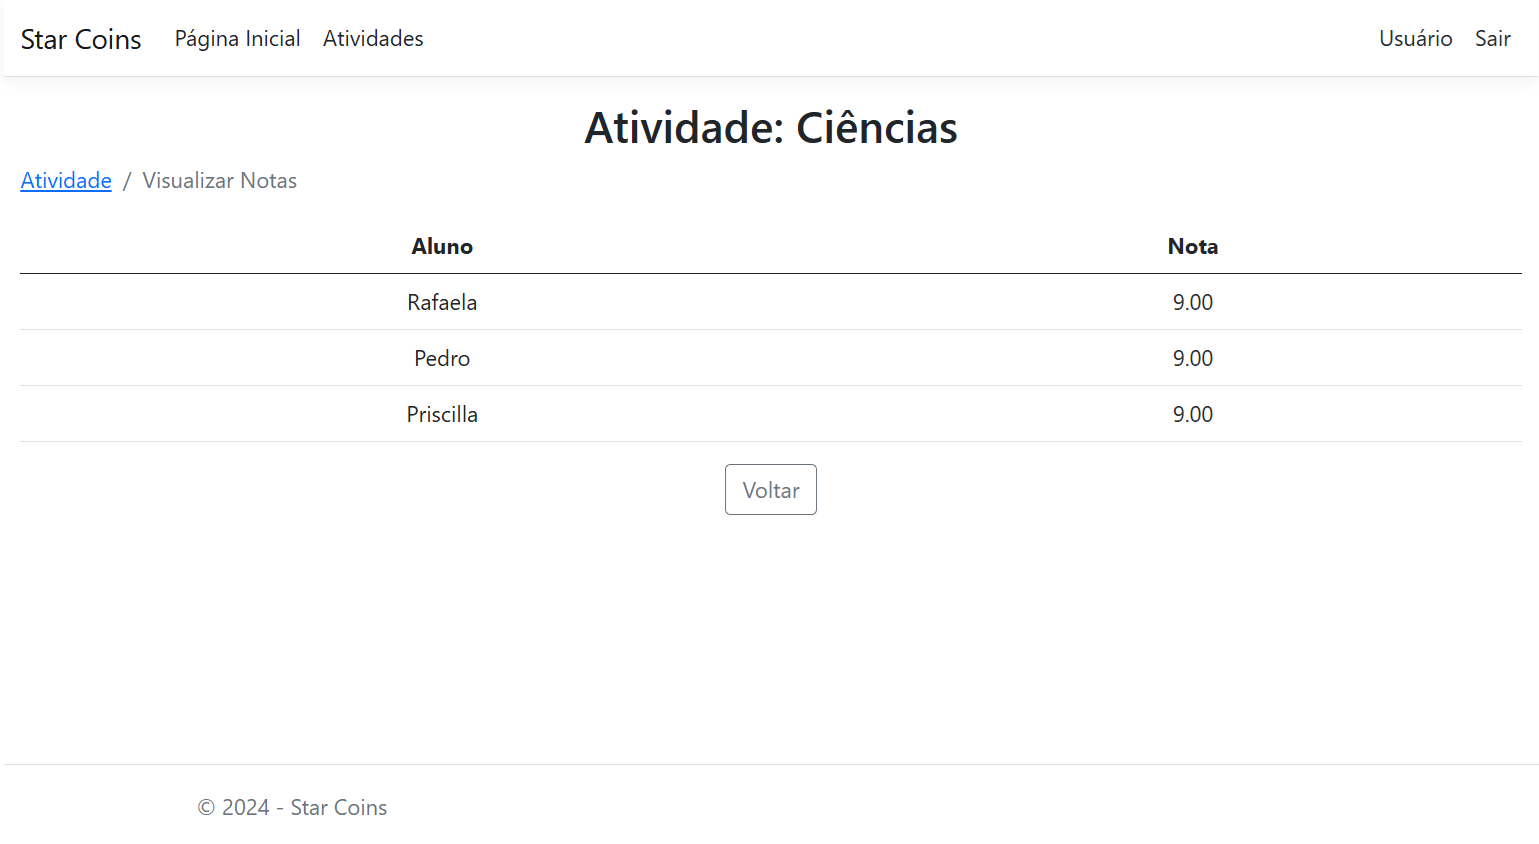 Star Coins Página Inicial Atividades Usuário Sair
Atividade: Ciências
Atividade / Visualizar Notas
Aluno Nota
Rafaela 9.00
Pedro 9.00
Priscilla 9.00
Voltar
© 2024 - Star Coins